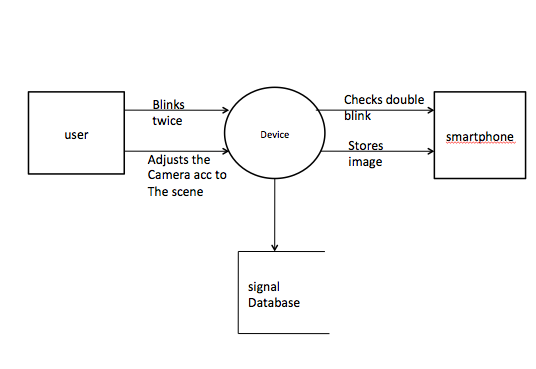 user
Blinks
twice
Adjusts the
Camera acc to
The scene
Device
Checks double
blink
Stores
image
smartphone
signal
Database